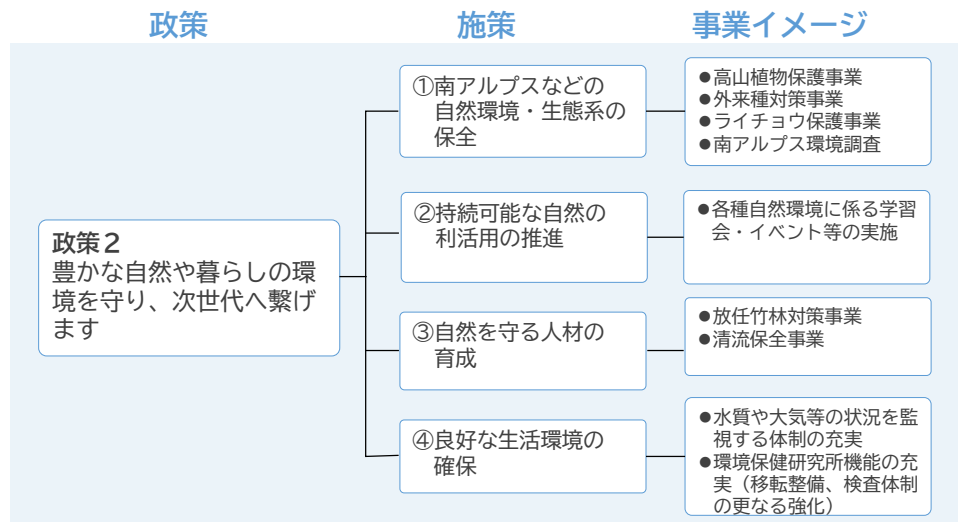 政策
施策
事業イメージ
政策２
豊かな自然や暮らしの環
境を守り、次世代へ繋げ
ます
①南アルプスなどの
自然環境・生態系の
保全
●高山植物保護事業
●外来種対策事業
●ライチョウ保護事業
●南アルプス環境調査
②持続可能な自然の
利活用の推進
●各種自然環境に係る学習
会・イベント等の実施
③自然を守る人材の
育成
●放任竹林対策事業
●清流保全事業
④良好な生活環境の
確保
●水質や大気等の状況を監
視する体制の充実
●環境保健研究所機能の充
実（移転整備、検査体制
の更なる強化）